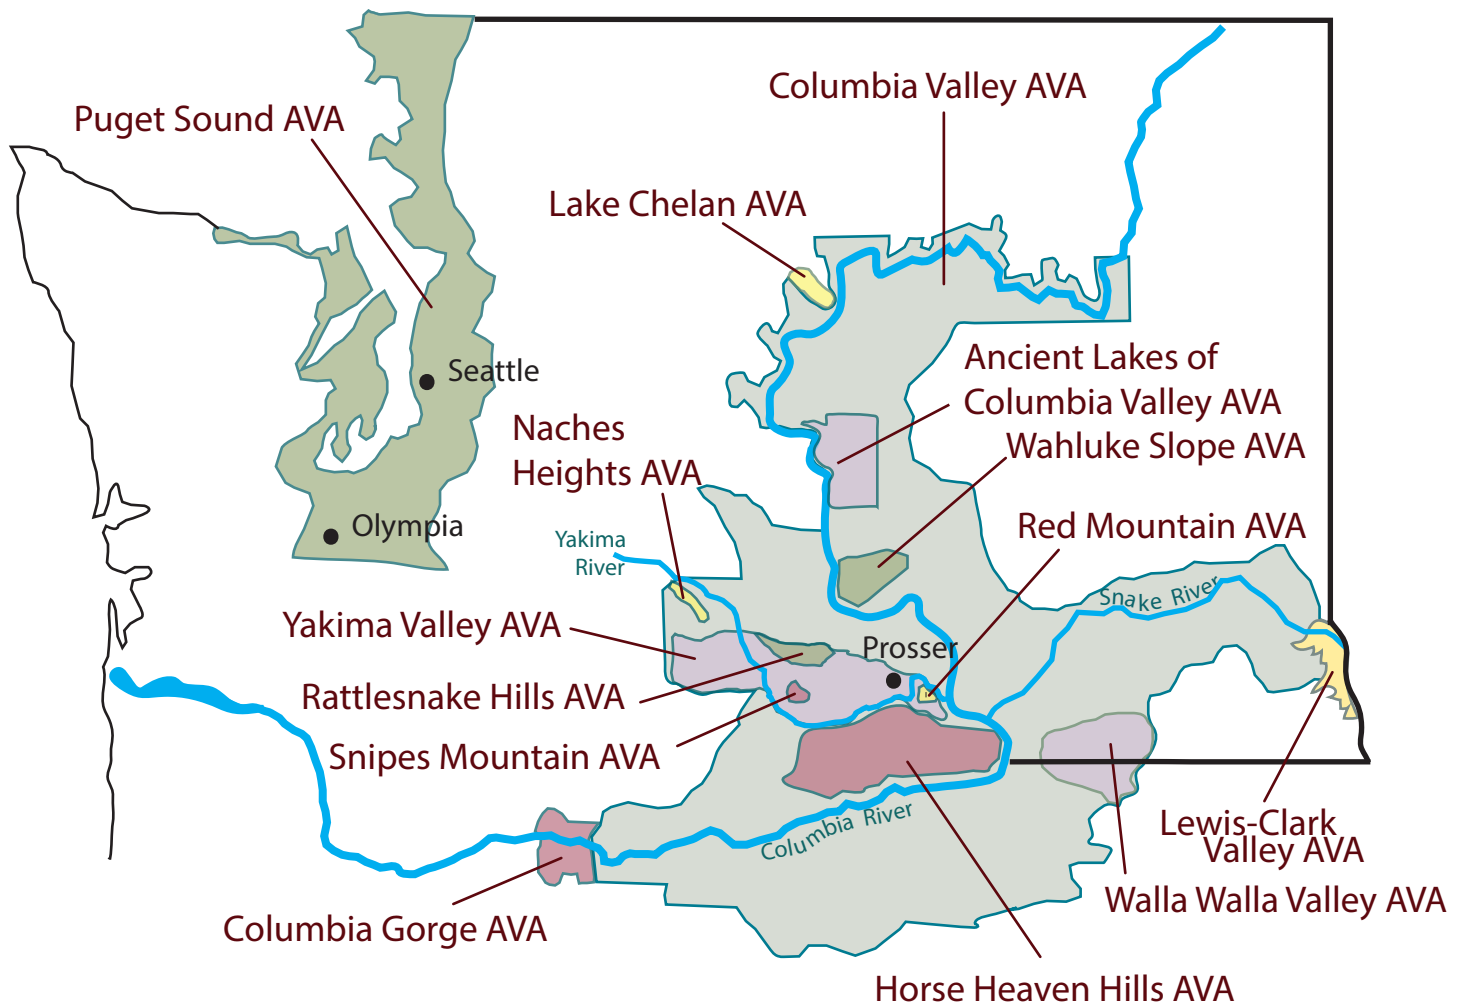 Columbia Valley AVA
Puget Sound AVA
Lake Chelan AVA
Ancient Lakes of
Columbia Valley AVA
Seattle
Naches
Heights AVA
Wahluke Slope AVA
Olympia
Red Mountain AVA
Yakima
River
Snake River
Yakima Valley AVA
Prosser
Rattlesnake Hills AVA
Snipes Mountain AVA
Columbia River
Lewis-Clark
Valley AVA
Walla Walla Valley AVA
Columbia Gorge AVA
Horse Heaven Hills AVA